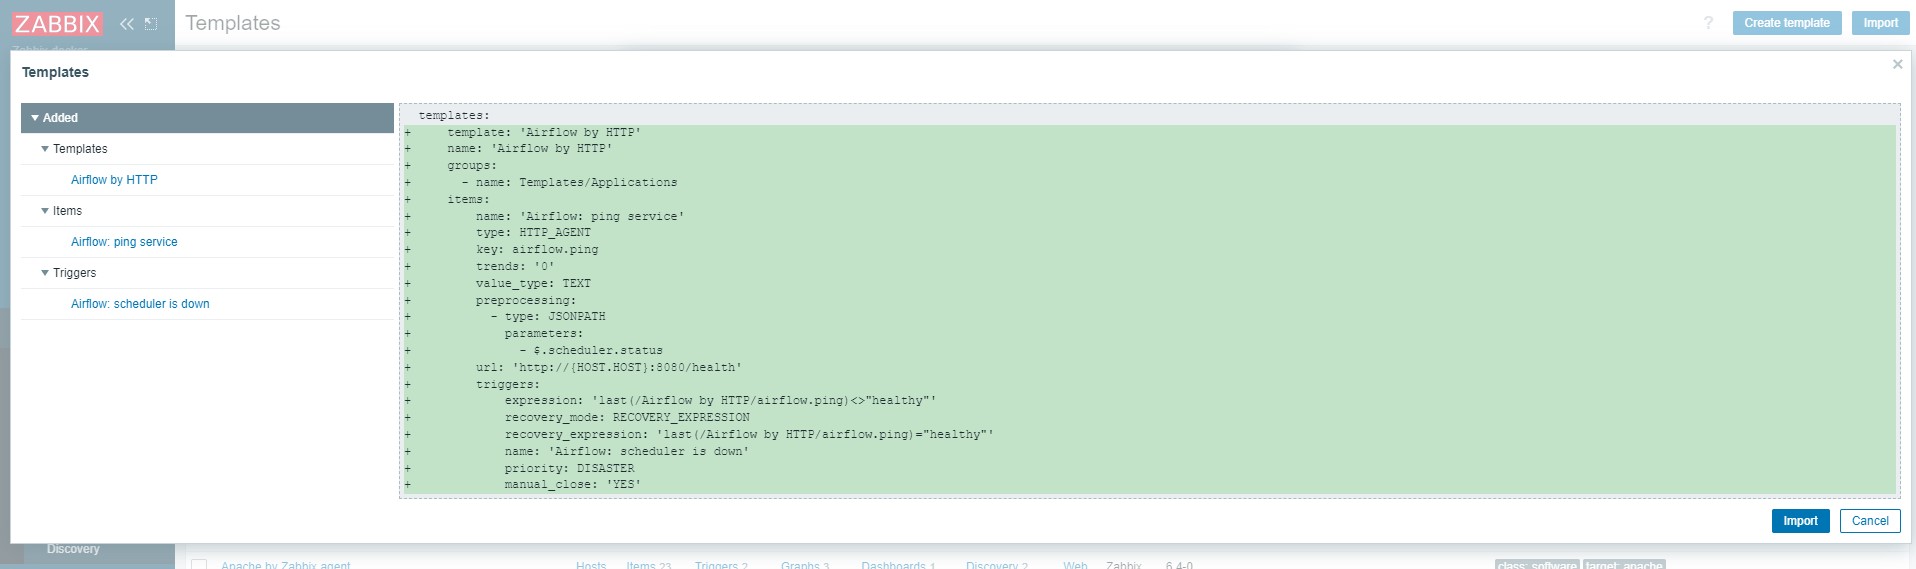 ZABBIX
Templates
?
Create template
Import
Templates
Added
Templates
Airflow by HTTP
Items
Airflow: ping service
Triggers
Airflow: scheduler is down
templates:
+ template: 'Airflow by HTTP'
+ name: 'Airflow by HTTP'
+ groups:
+ - name: Templates/Applications
+ items:
+ name: 'Airflow: ping service'
+ type: HTTP_AGENT
+ key: airflow.ping
+ trends: '0'
+ value_type: TEXT
+ preprocessing:
+ - type: JSONPATH
+ parameters:
+ - $.scheduler.status
+ url: 'http://{HOST.HOST}:8080/health'
+ triggers:
+ expression: 'last(/Airflow by HTTP/airflow.ping)<>"healthy"'
+ recovery_mode: RECOVERY_EXPRESSION
+ recovery_expression: 'last(/Airflow by HTTP/airflow.ping)="healthy"'
+ name: 'Airflow: scheduler is down'
+ priority: DISASTER
+ manual_close: 'YES'
Import
Cancel
Discovery
Apache by Zabbix agent Hosts Items 23 Triggers 2 Graphs 3 Dashboards 1 Discovery 2 Web Zabbix 6.4-0 class: software target: apache